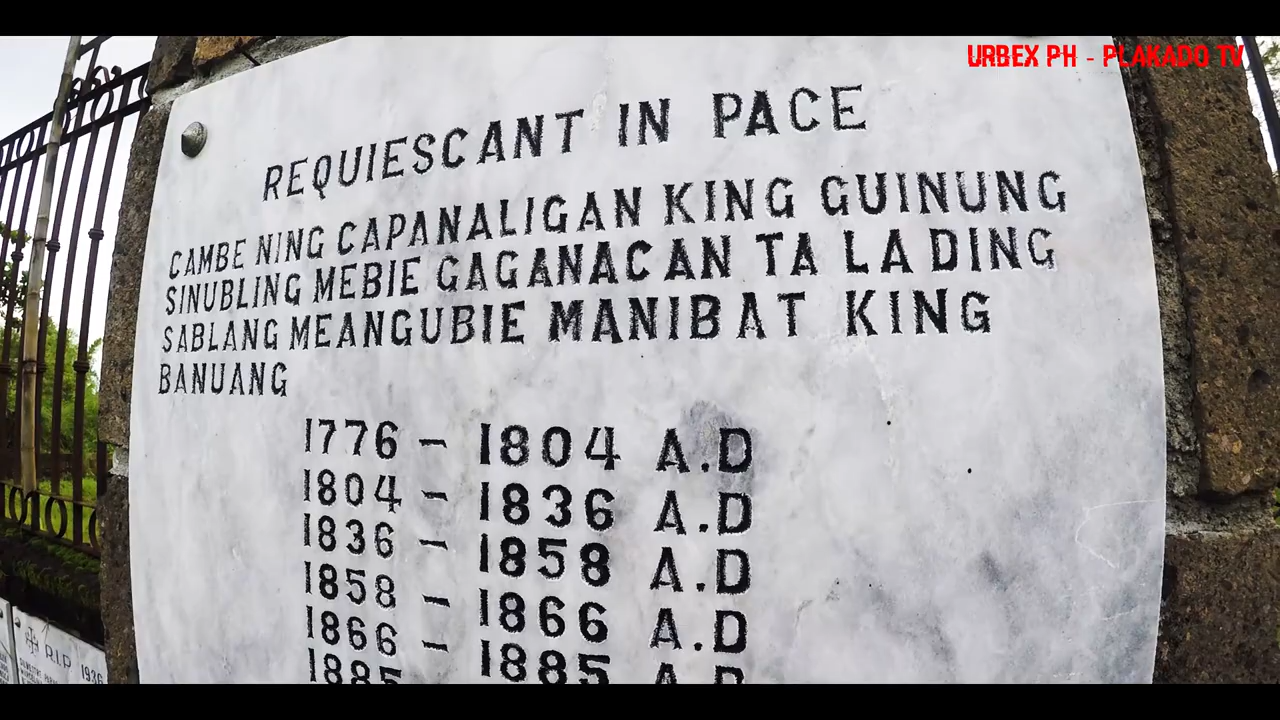 URBEX PH - PLAKADO TV
REQUIESCANT IN PACE
CAMBE NING CAPANALIGAN KING GUINUNG
SINUBLING MEBIE GAGANACAN TA LA DING
SABLANG MEANGUBIE MANIBAT KING
BANUANG
1776 - 1804 A.D
1804 - 1836 A.D
1836 - 1858 A.D
1858 - 1866 A.D
1866 - 1885 A.D
1885
R.I.P 1936